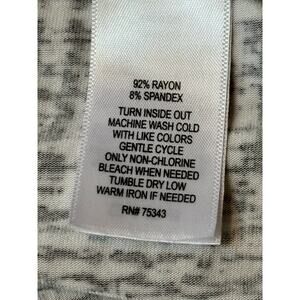 92% RAYON
8% SPANDEX
TURN INSIDE OUT
MACHINE WASH COLD
WITH LIKE COLORS
GENTLE CYCLE
ONLY NON-CHLORINE
BLEACH WHEN NEEDED
TUMBLE DRY LOW
WARM IRON IF NEEDED
RN# 75343